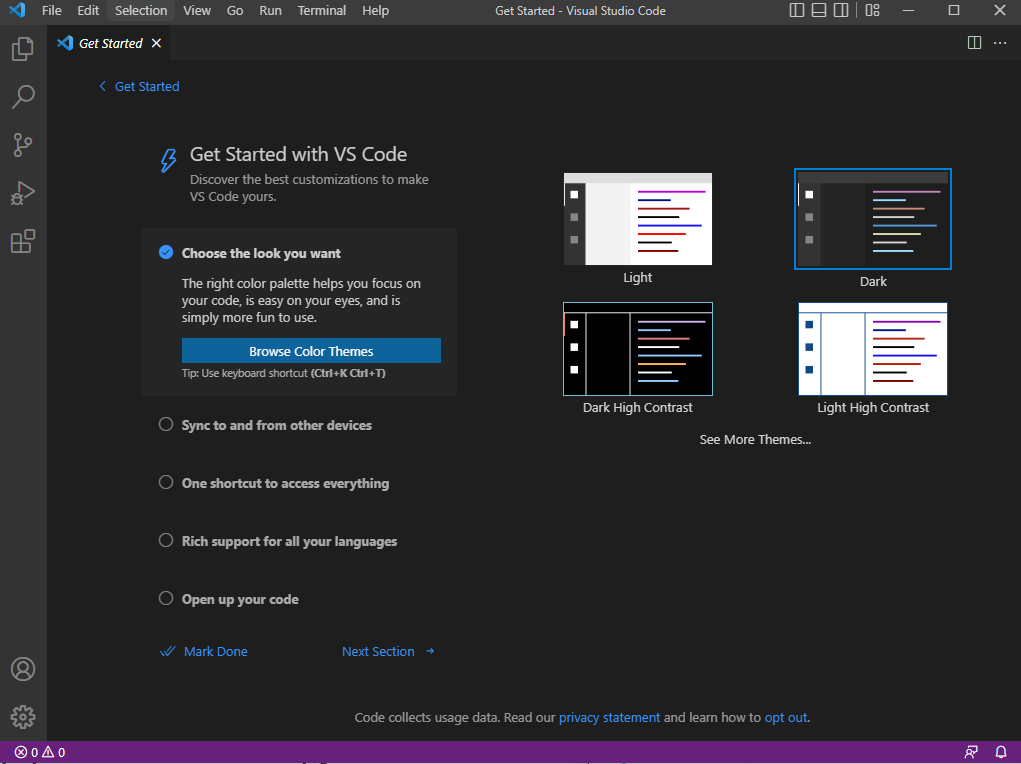 File Edit Selection View Go Run Terminal Help Get Started - Visual Studio Code
Get Started
Get Started
Get Started with VS Code
Discover the best customizations to make
VS Code yours.
Choose the look you want
The right color palette helps you focus on
your code, is easy on your eyes, and is
simply more fun to use.
Browse Color Themes
Tip: Use keyboard shortcut (Ctrl+K Ctrl+T)
Sync to and from other devices
One shortcut to access everything
Rich support for all your languages
Open up your code
Mark Done
Next Section
Light
Dark
Dark High Contrast
Light High Contrast
See More Themes...
Code collects usage data. Read our privacy statement and learn how to opt out.
0 0